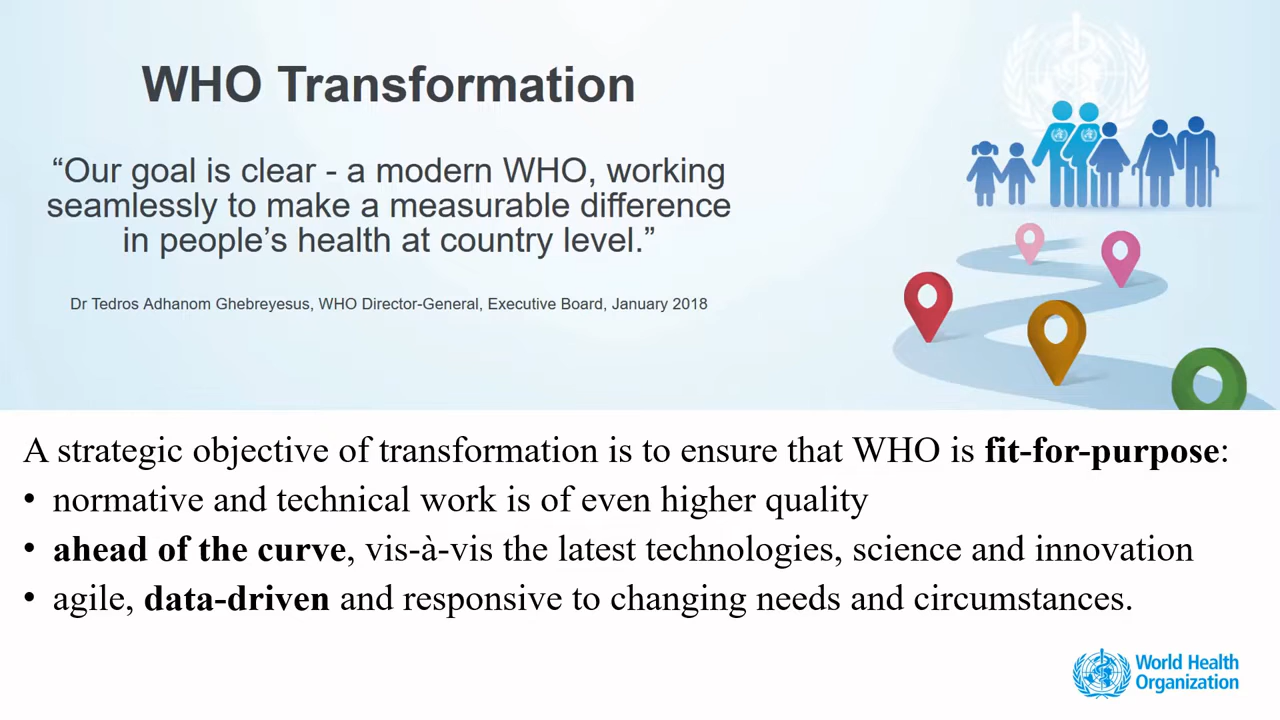 WHO Transformation
“Our goal is clear - a modern WHO, working
seamlessly to make a measurable difference
in people’s health at country level.”
Dr Tedros Adhanom Ghebreyesus, WHO Director-General, Executive Board, January 2018
A strategic objective of transformation is to ensure that WHO is fit-for-purpose:
• normative and technical work is of even higher quality
• ahead of the curve, vis-à-vis the latest technologies, science and innovation
• agile, data-driven and responsive to changing needs and circumstances.
World Health
Organization